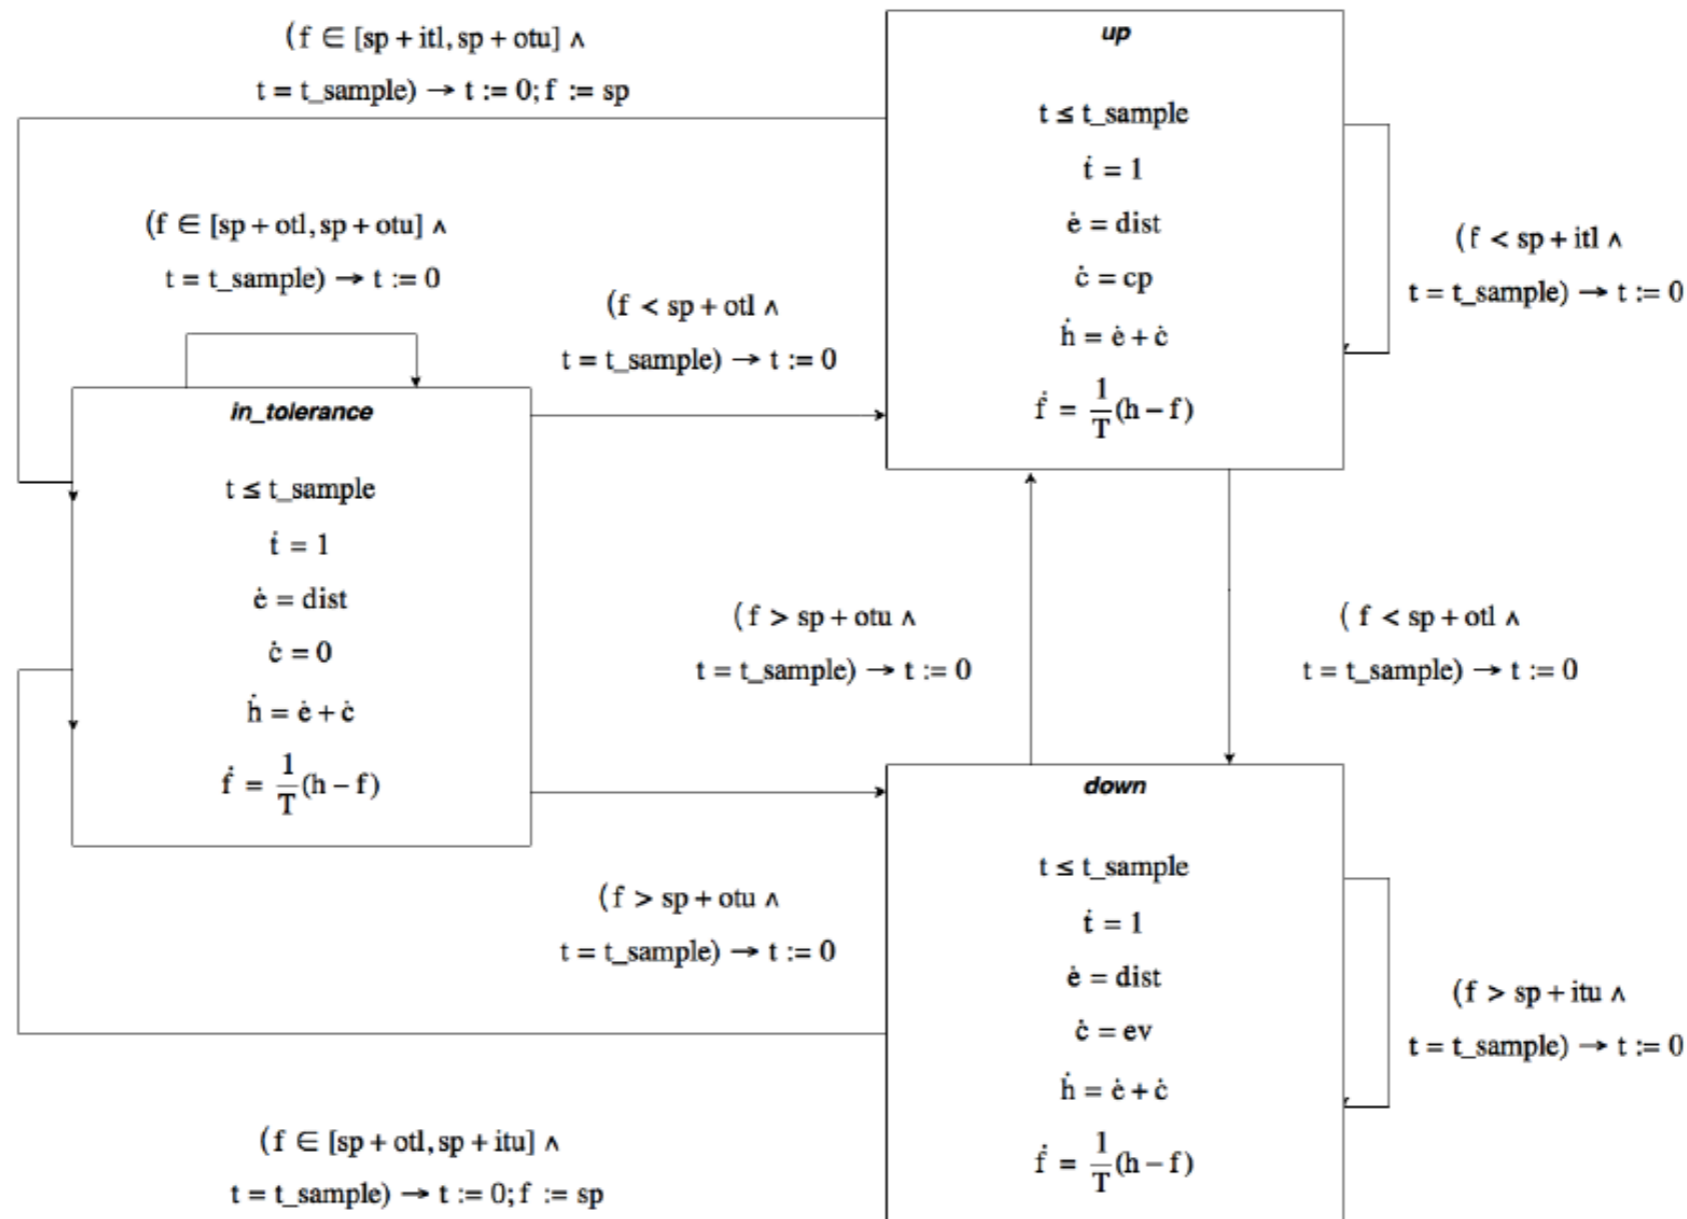 (f ∈ [sp + itl, sp + otu] ∧
t = t_sample) → t := 0; f := sp
(f ∈ [sp + otl, sp + otu] ∧
t = t_sample) → t := 0
(f < sp + otl ∧
t = t_sample) → t := 0
up
t ≤ t_sample
ṫ = 1
ė = dist
ċ = cp
ḣ = ė + ċ
ḟ = 1/T (h − f)
(f < sp + itl ∧
t = t_sample) → t := 0
in_tolerance
t ≤ t_sample
ṫ = 1
ė = dist
ċ = 0
ḣ = ė + ċ
ḟ = 1/T (h − f)
( f > sp + otu ∧
t = t_sample) → t := 0
( f < sp + otl ∧
t = t_sample) → t := 0
(f > sp + otu ∧
t = t_sample) → t := 0
down
t ≤ t_sample
ṫ = 1
ė = dist
ċ = ev
ḣ = ė + ċ
ḟ = 1/T (h − f)
(f > sp + itu ∧
t = t_sample) → t := 0
(f ∈ [sp + otl, sp + itu] ∧
t = t_sample) → t := 0; f := sp